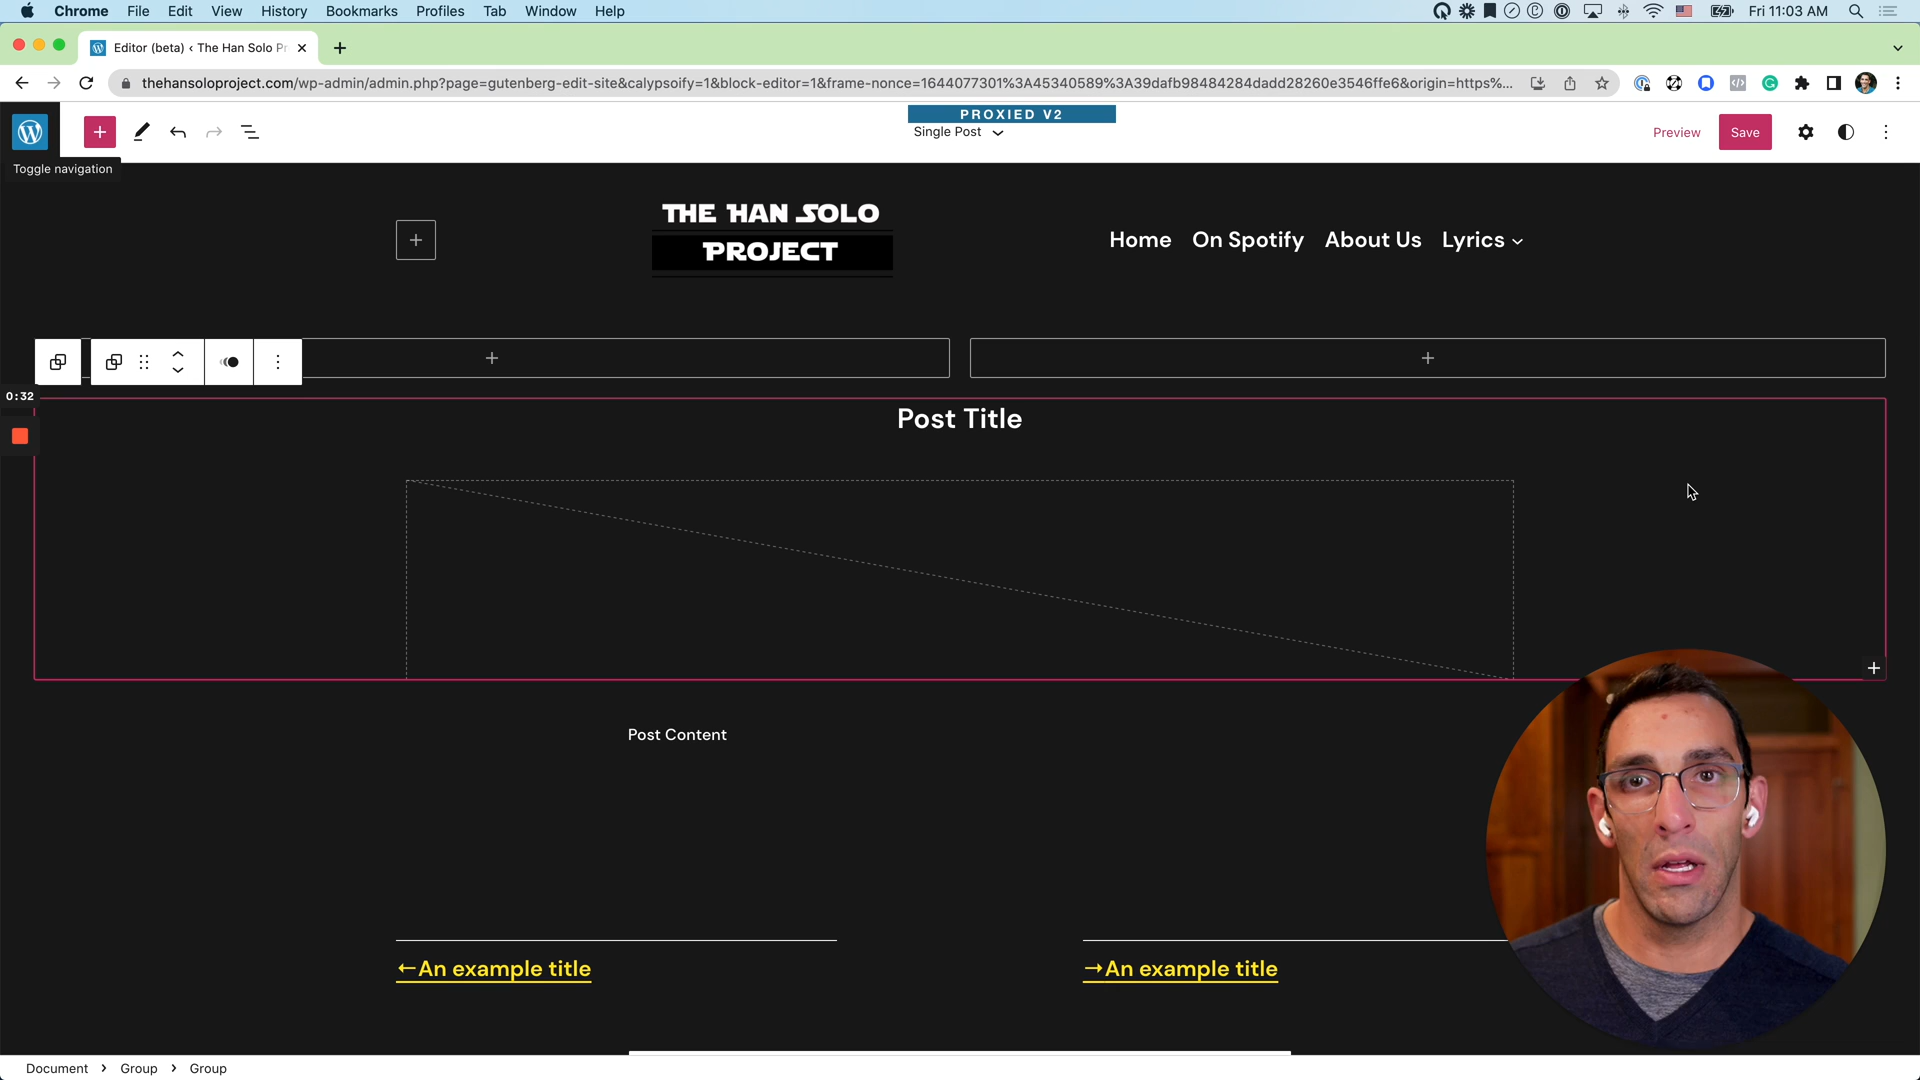 Chrome File Edit View History Bookmarks Profiles Tab Window Help Fri 11:03 AM
Editor (beta) ‹ The Han Solo Pr
thehansoloproject.com/wp-admin/admin.php?page=gutenberg-edit-site&calypsoify=1&block-editor=1&frame-nonce=1644077301%3A45340589%3A39dafb98484284dadd28260e3546ffe6&origin=https%...
PROXIED V2
Single Post
Preview Save
Toggle navigation
THE HAN SOLO
PROJECT
Home On Spotify About Us Lyrics
0:32
Post Title
Post Content
←An example title
→An example title
Document › Group › Group